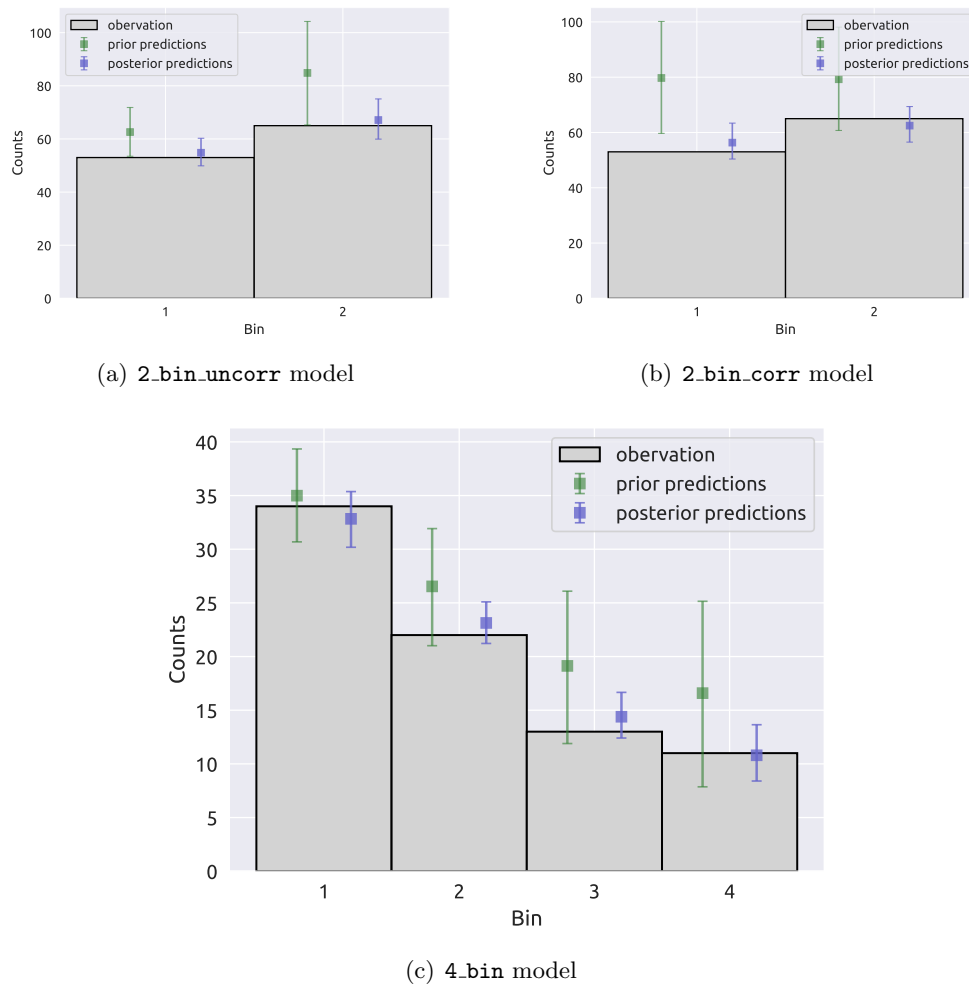 obervation
prior predictions
posterior predictions
100
80
60
40
20
0
Counts
1
2
Bin
(a) 2_bin_uncorr model
obervation
prior predictions
posterior predictions
100
80
60
40
20
0
Counts
1
2
Bin
(b) 2_bin_corr model
obervation
prior predictions
posterior predictions
40
35
30
25
20
15
10
5
0
Counts
1
2
3
4
Bin
(c) 4_bin model